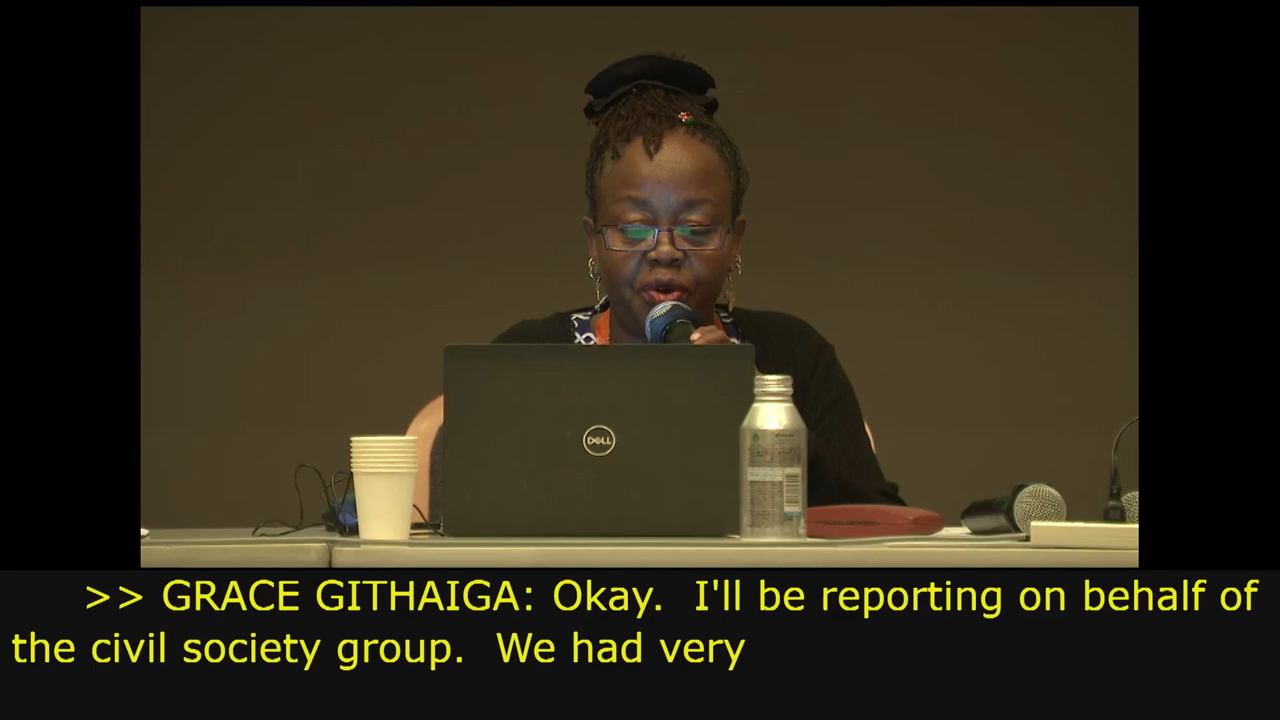 DELL
>> GRACE GITHAIGA: Okay.  I'll be reporting on behalf of
the civil society group.  We had very